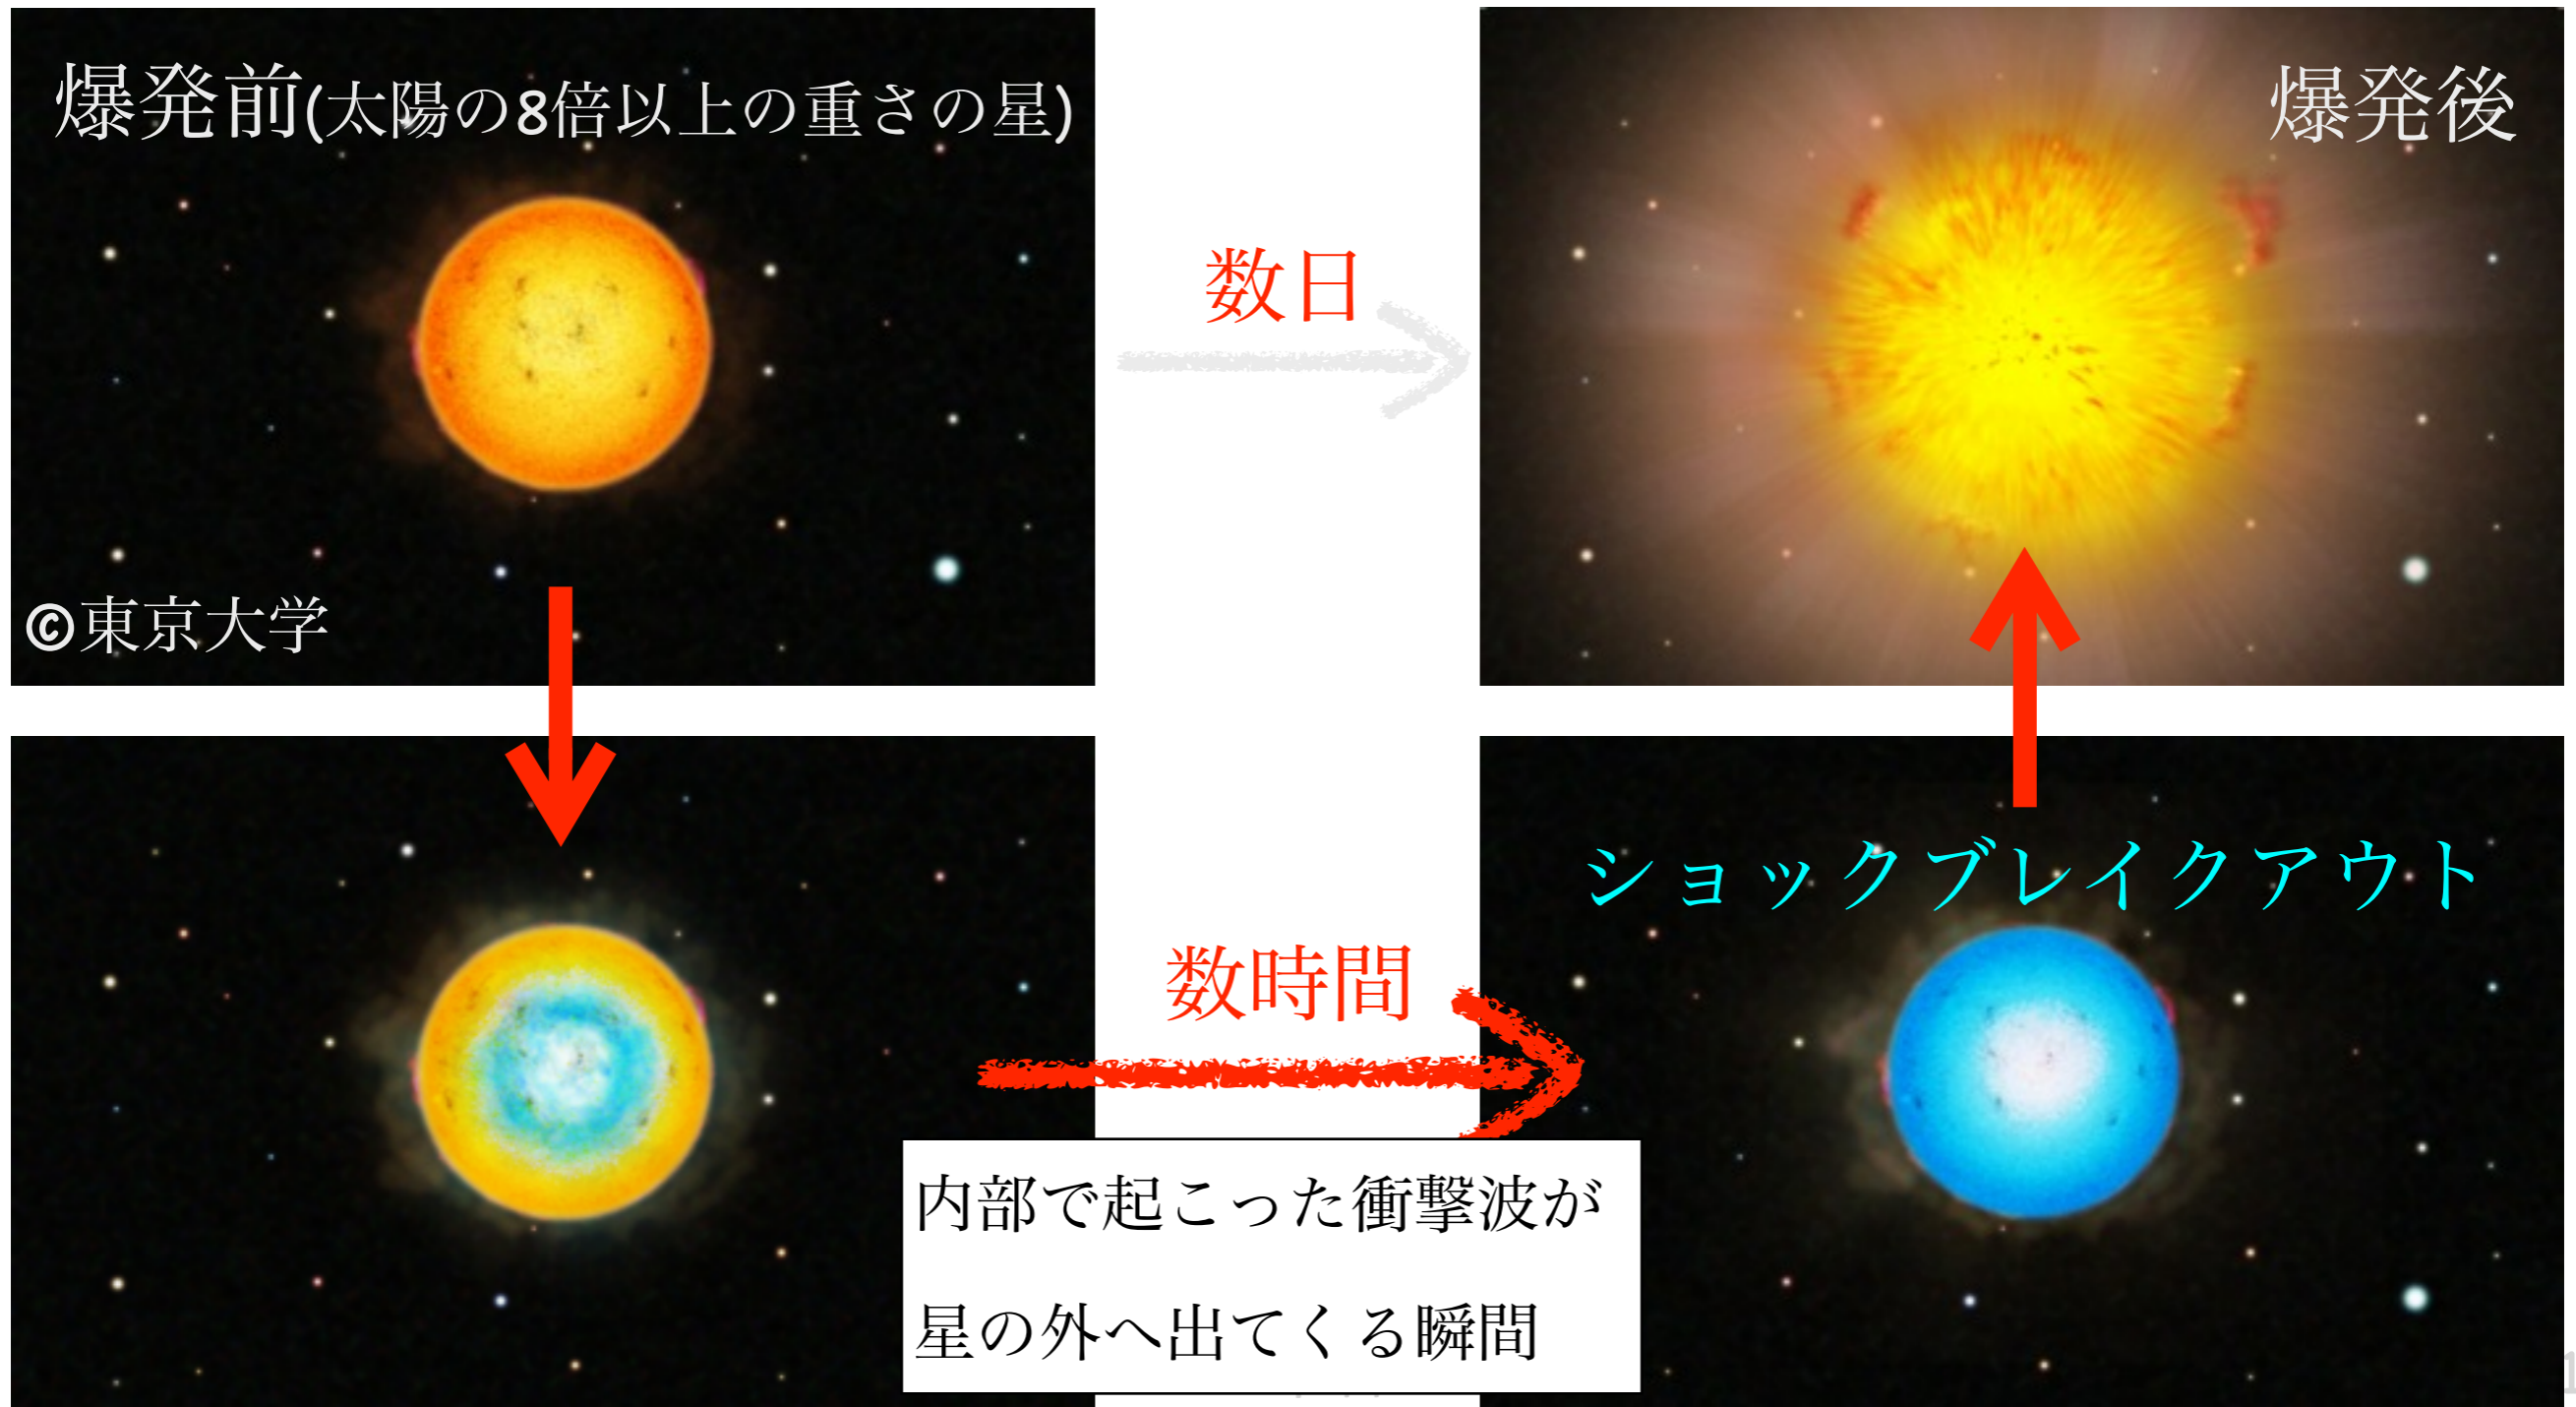 爆発前(太陽の8倍以上の重さの星)
爆発後
数日
©東京大学
ショックブレイクアウト
数時間
内部で起こった衝撃波が
星の外へ出てくる瞬間